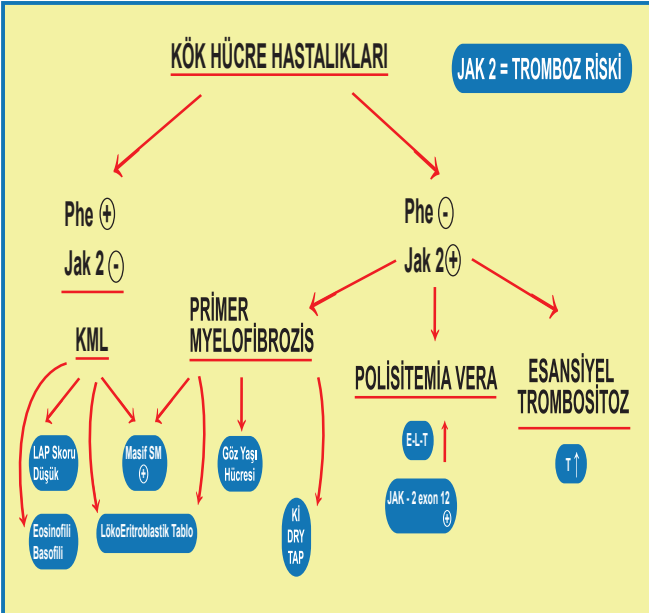 KÖK HÜCRE HASTALIKLARI
JAK 2 = TROMBOZ RİSKİ
Phe +
Jak 2 -
Phe -
Jak 2 +
KML
PRİMER
MYELOFİBROZİS
POLİSİTEMİA VERA
ESANSİYEL
TROMBOSİTOZ
LAP Skoru
Düşük
Masif SM
+
Göz Yaşı
Hücresi
E-L-T
T ↑
JAK - 2 exon 12
+
Eosinofili
Basofili
LökoEritroblastik Tablo
Kİ
DRY
TAP